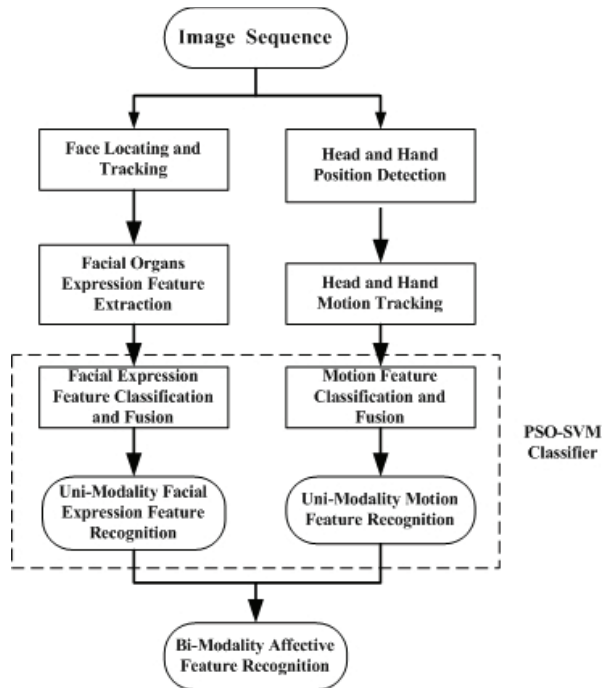 Image Sequence
Face Locating and
Tracking
Head and Hand
Position Detection
Facial Organs
Expression Feature
Extraction
Head and Hand
Motion Tracking
Facial Expression
Feature Classification
and Fusion
Motion Feature
Classification and
Fusion
PSO-SVM
Classifier
Uni-Modality Facial
Expression Feature
Recognition
Uni-Modality Motion
Feature Recognition
Bi-Modality Affective
Feature Recognition